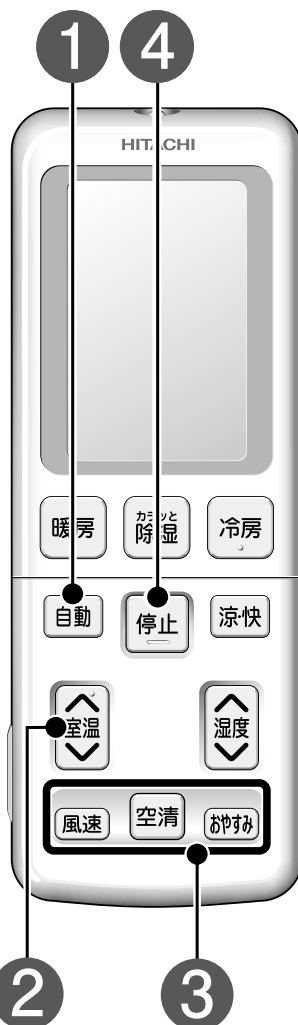 1 4
HITACHI
暖房 カラッと除湿 冷房
自動 停止 涼快
室温 湿度
風速 空清 おやすみ
2 3